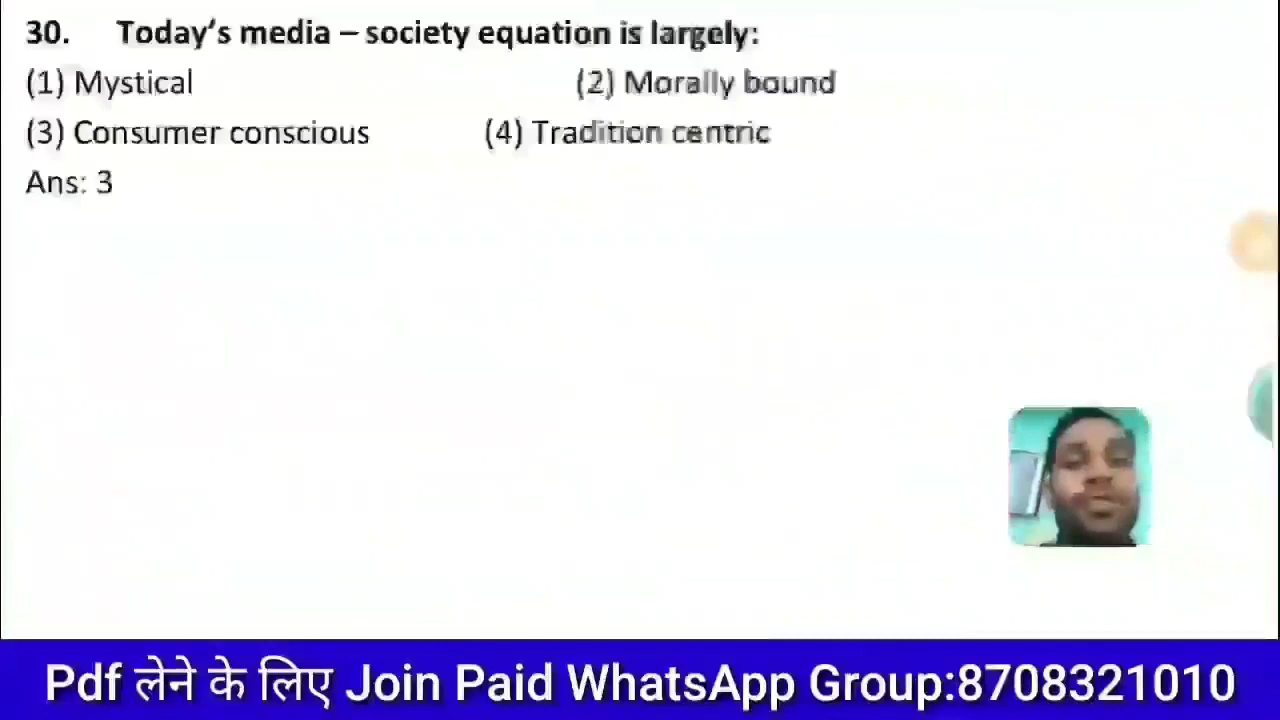 30. Today's media – society equation is largely:
(1) Mystical (2) Morally bound
(3) Consumer conscious (4) Tradition centric
Ans: 3
Pdf लेने के लिए Join Paid WhatsApp Group:8708321010